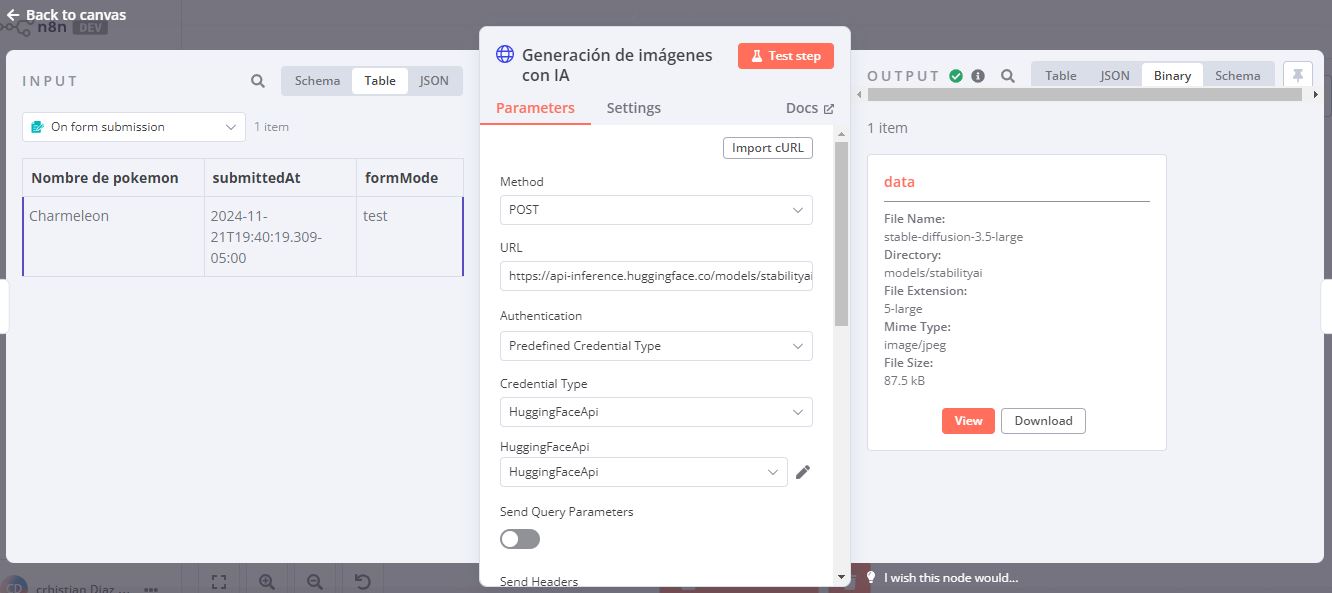 Back to canvas
n8n DEV
INPUT
Schema
Table
JSON
On form submission
1 item
Nombre de pokemon
submittedAt
formMode
Charmeleon
2024-11-
21T19:40:19.309-
05:00
test
Generación de imágenes
con IA
Test step
Parameters
Settings
Docs
Import cURL
Method
POST
URL
https://api-inference.huggingface.co/models/stabilityai
Authentication
Predefined Credential Type
Credential Type
HuggingFaceApi
HuggingFaceApi
HuggingFaceApi
Send Query Parameters
Send Headers
OUTPUT
Table
JSON
Binary
Schema
1 item
data
File Name:
stable-diffusion-3.5-large
Directory:
models/stabilityai
File Extension:
5-large
Mime Type:
image/jpeg
File Size:
87.5 kB
View
Download
CD
crhistian Diaz ...
I wish this node would...